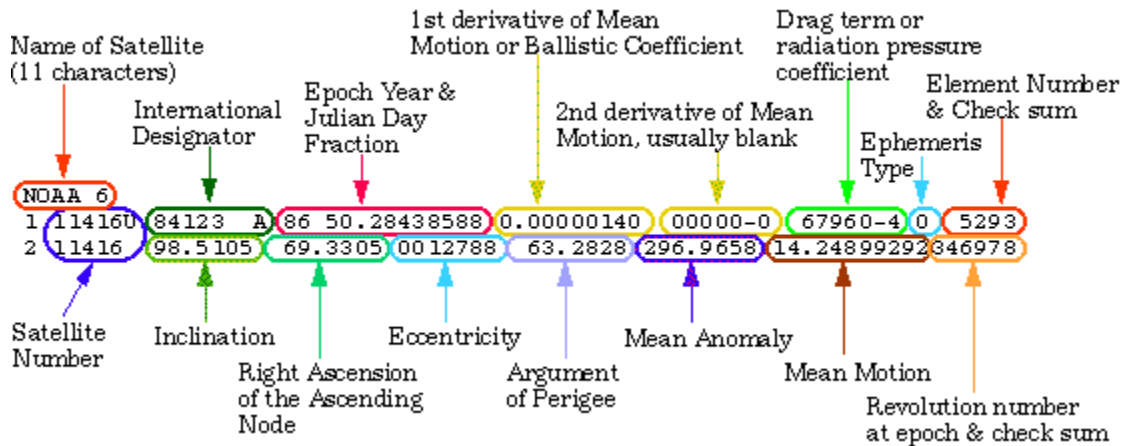 Name of Satellite
(11 characters)
International
Designator
Epoch Year &
Julian Day
Fraction
1st derivative of Mean
Motion or Ballistic Coefficient
2nd derivative of Mean
Motion, usually blank
Drag term or
radiation pressure
coefficient
Ephemeris
Type
Element Number
& Check sum
NOAA 6
1 11416U 84123 A 86 50.28438588 0.00000140 00000-0 67960-4 0 5293
2 11416 98.5105 69.3305 0012788 63.2828 296.9658 14.24899292 346978
Satellite
Number
Inclination
Right Ascension
of the Ascending
Node
Eccentricity
Argument
of Perigee
Mean Anomaly
Mean Motion
Revolution number
at epoch & check sum